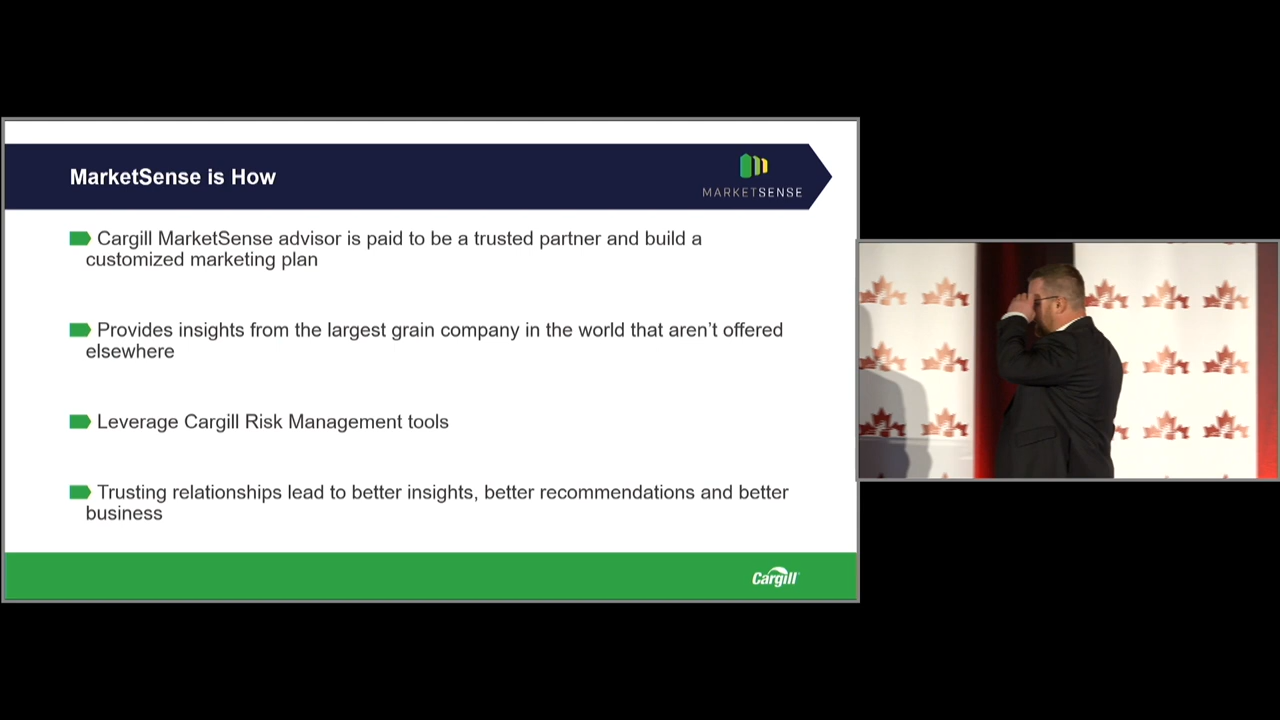 MarketSense is How
MARKETSENSE
Cargill MarketSense advisor is paid to be a trusted partner and build a
customized marketing plan
Provides insights from the largest grain company in the world that aren’t offered
elsewhere
Leverage Cargill Risk Management tools
Trusting relationships lead to better insights, better recommendations and better
business
Cargill